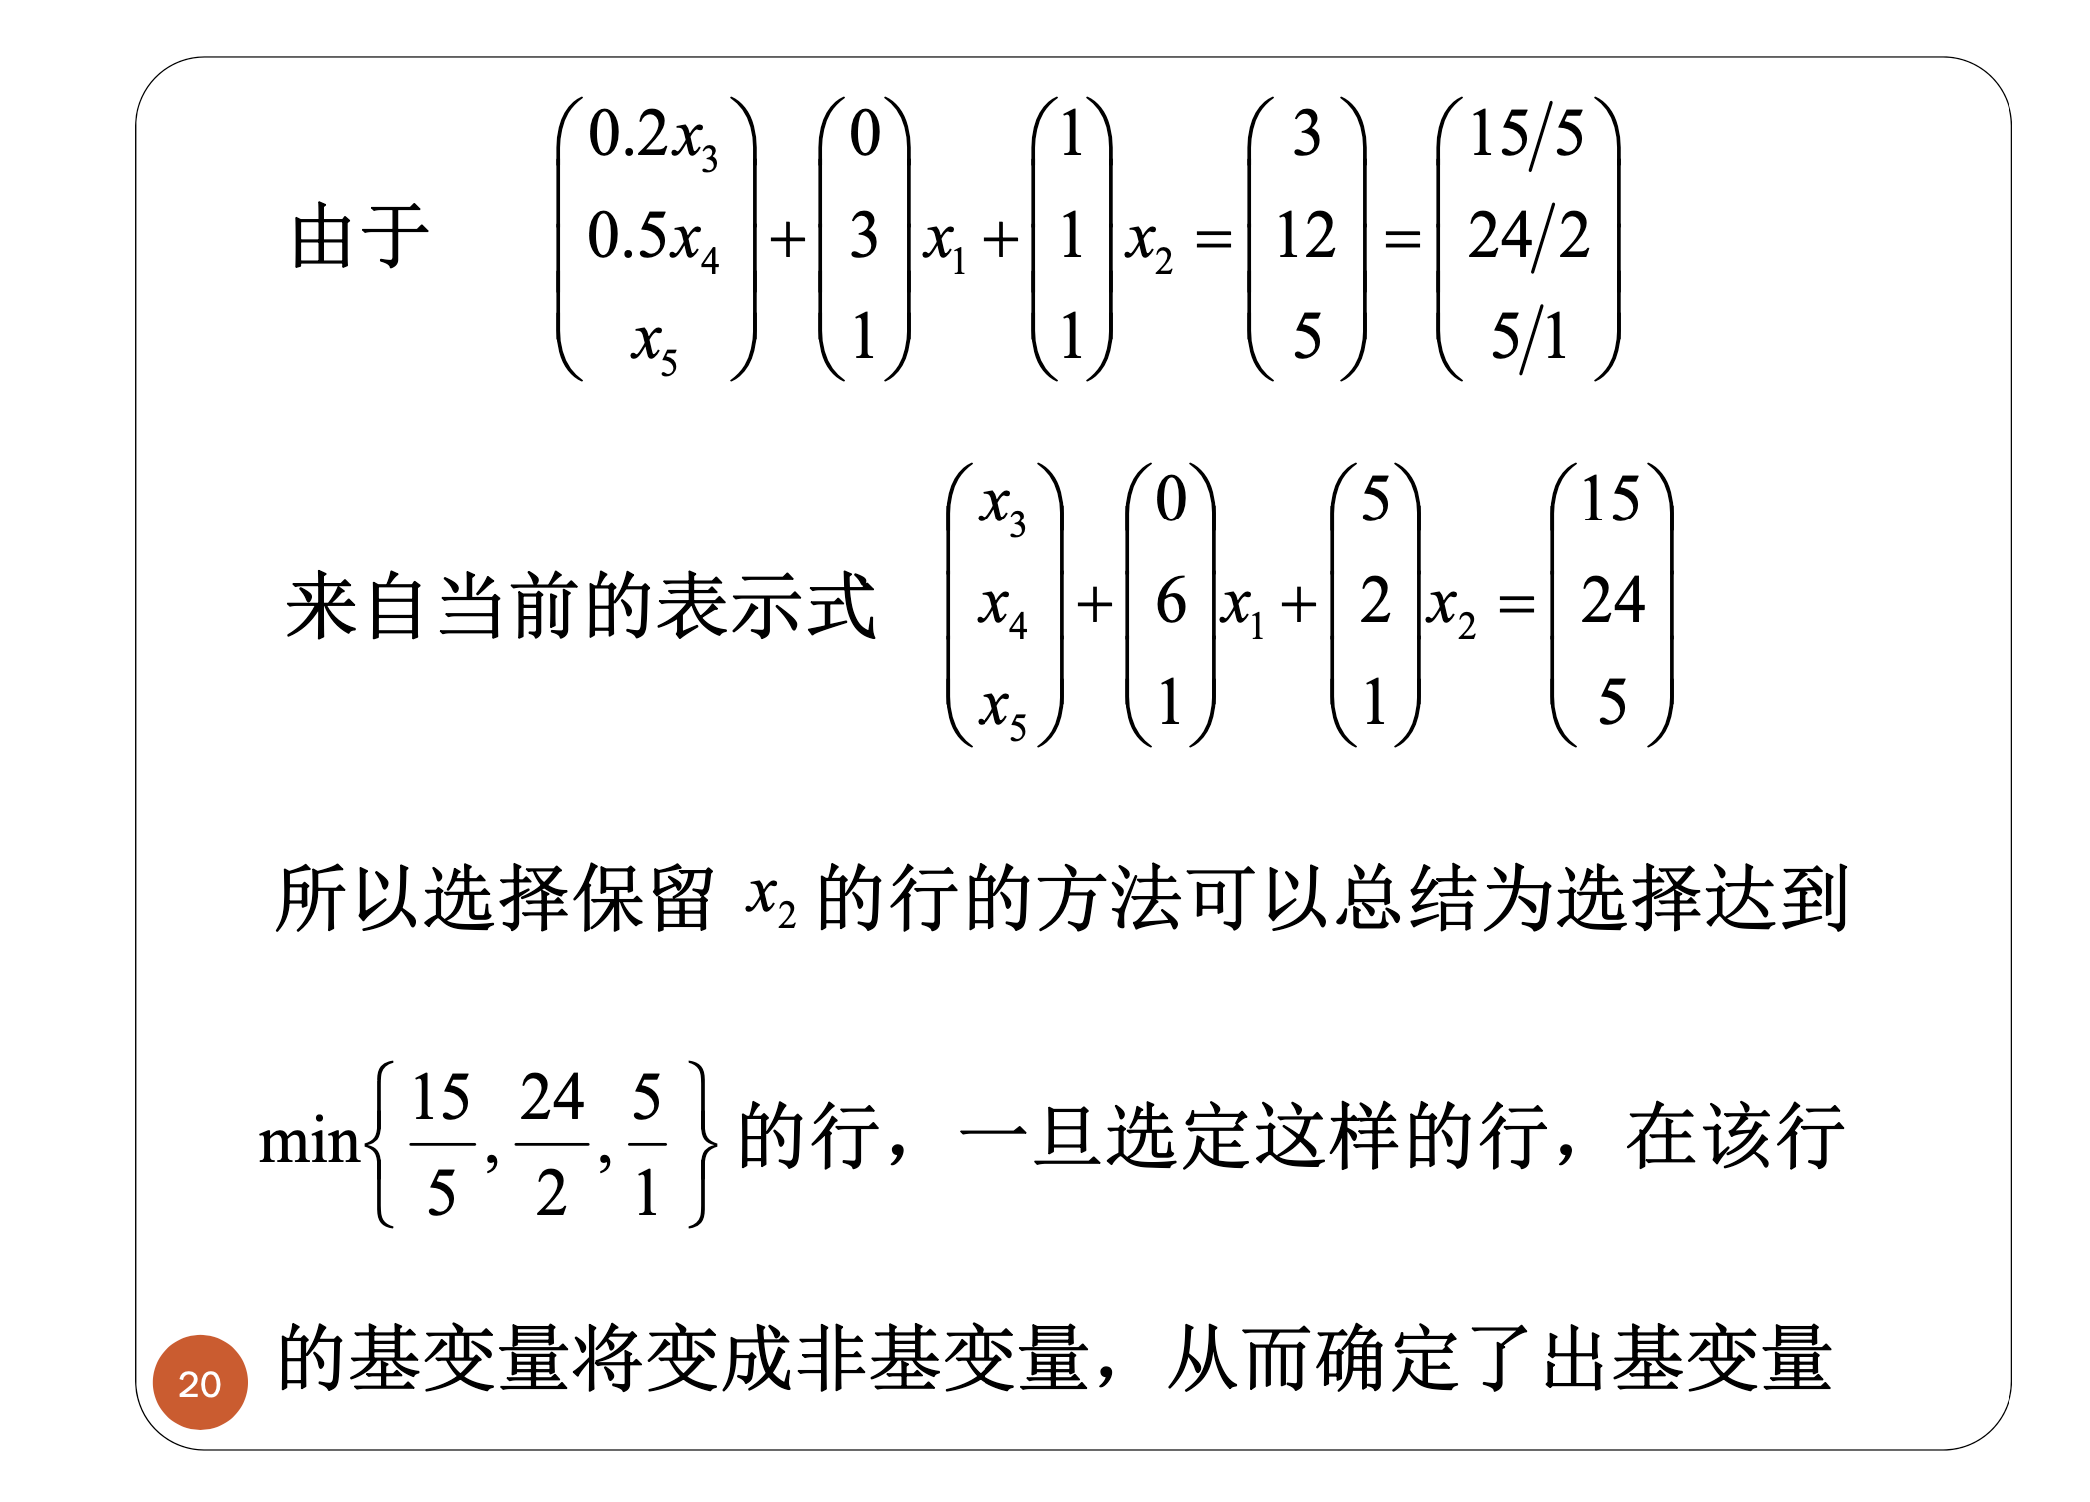 由于 $\begin{pmatrix} 0.2x_3 \\ 0.5x_4 \\ x_5 \end{pmatrix} + \begin{pmatrix} 0 \\ 3 \\ 1 \end{pmatrix} x_1 + \begin{pmatrix} 1 \\ 1 \\ 1 \end{pmatrix} x_2 = \begin{pmatrix} 3 \\ 12 \\ 5 \end{pmatrix} = \begin{pmatrix} 15/5 \\ 24/2 \\ 5/1 \end{pmatrix}$
来自当前的表示式 $\begin{pmatrix} x_3 \\ x_4 \\ x_5 \end{pmatrix} + \begin{pmatrix} 0 \\ 6 \\ 1 \end{pmatrix} x_1 + \begin{pmatrix} 5 \\ 2 \\ 1 \end{pmatrix} x_2 = \begin{pmatrix} 15 \\ 24 \\ 5 \end{pmatrix}$
所以选择保留 $x_2$ 的行的方法可以总结为选择达到
$\min\left\{ \frac{15}{5}, \frac{24}{2}, \frac{5}{1} \right\}$ 的行，一旦选定这样的行，在该行
的基变量将变成非基变量，从而确定了出基变量
20